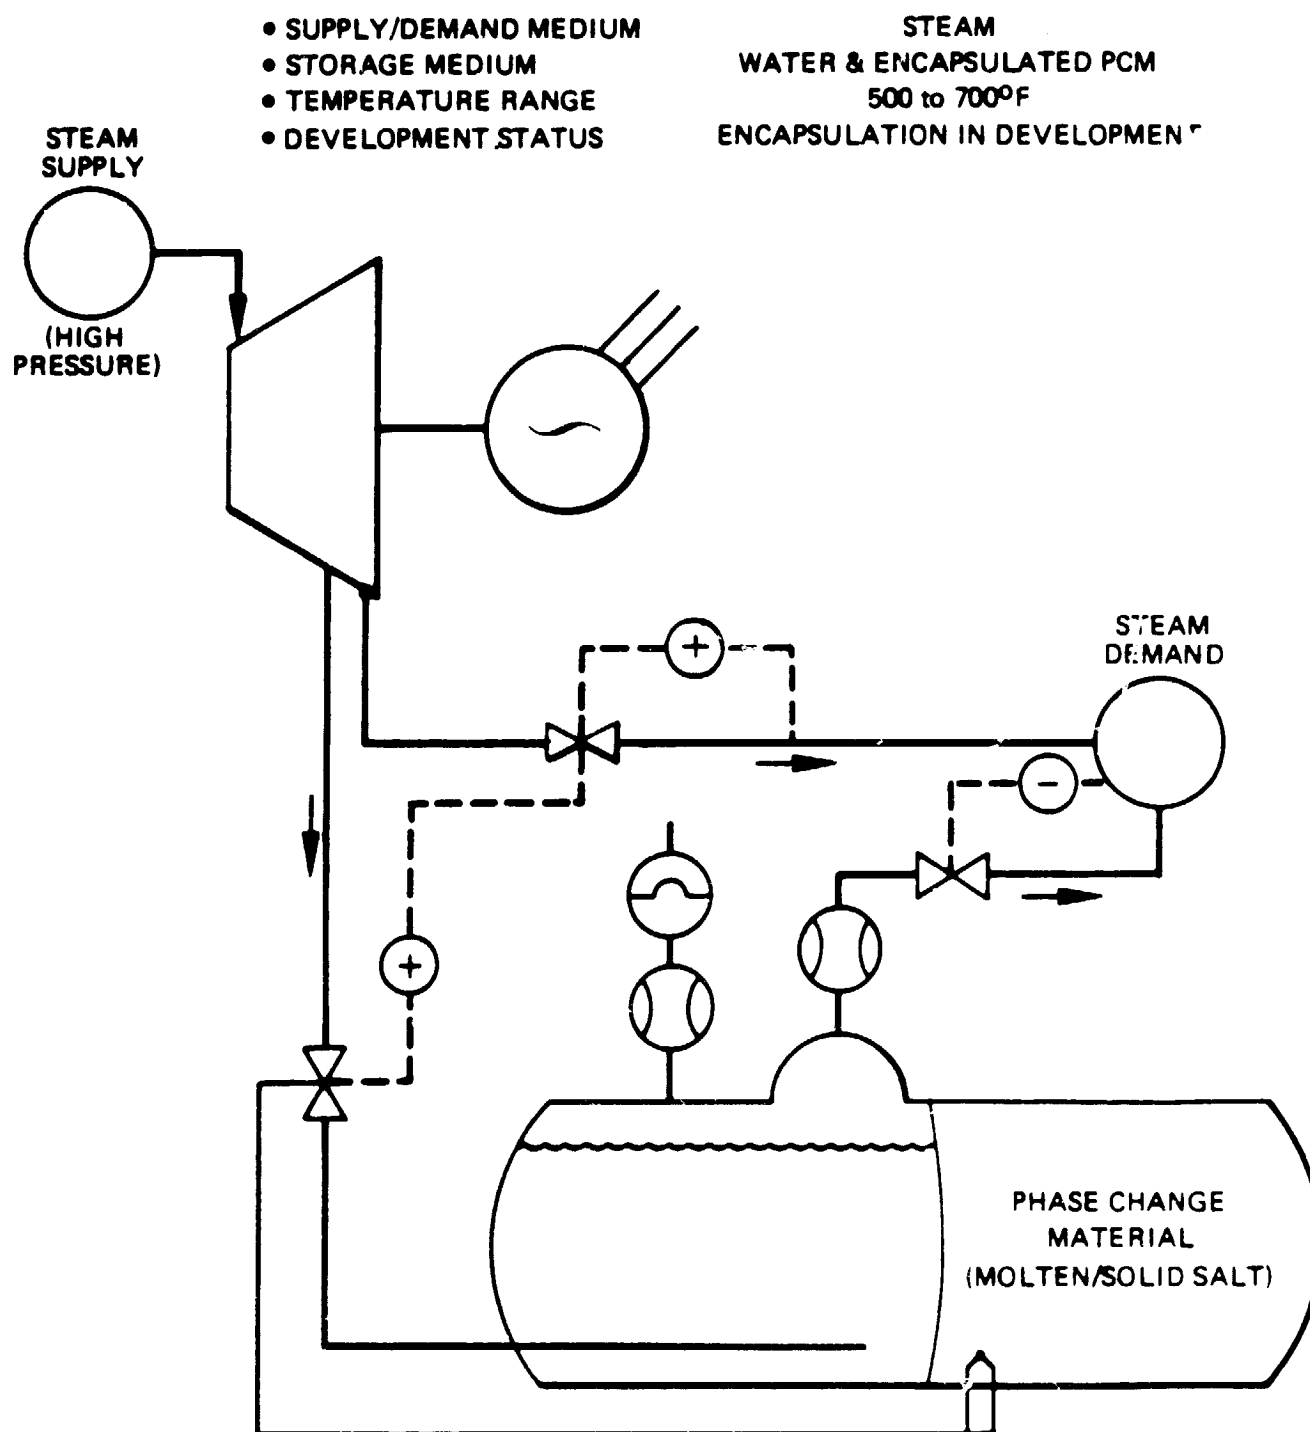 • SUPPLY/DEMAND MEDIUM STEAM
• STORAGE MEDIUM WATER & ENCAPSULATED PCM
• TEMPERATURE RANGE 500 to 700°F
• DEVELOPMENT STATUS ENCAPSULATION IN DEVELOPMENT
STEAM
SUPPLY
(HIGH
PRESSURE)
+
STEAM
DEMAND
−
+
PHASE CHANGE
MATERIAL
(MOLTEN/SOLID SALT)